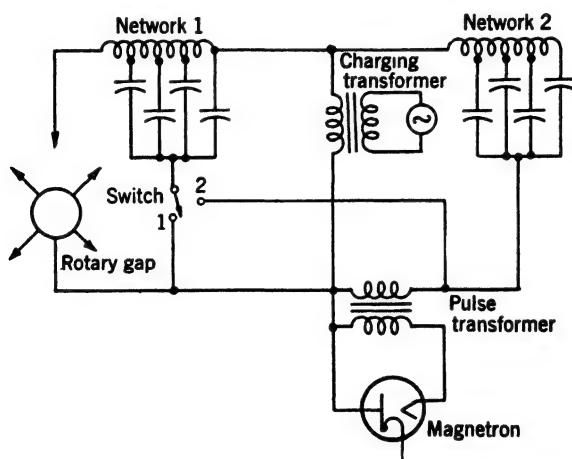 Network 1
Network 2
Charging
transformer
Switch
2
1
Rotary gap
Pulse
transformer
Magnetron